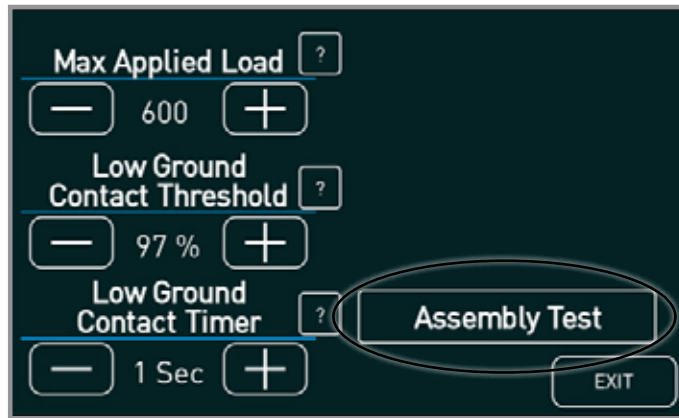 Max Applied Load ?
— 600 +
Low Ground
Contact Threshold ?
— 97 % +
Low Ground
Contact Timer ?
Assembly Test
— 1 Sec +
EXIT